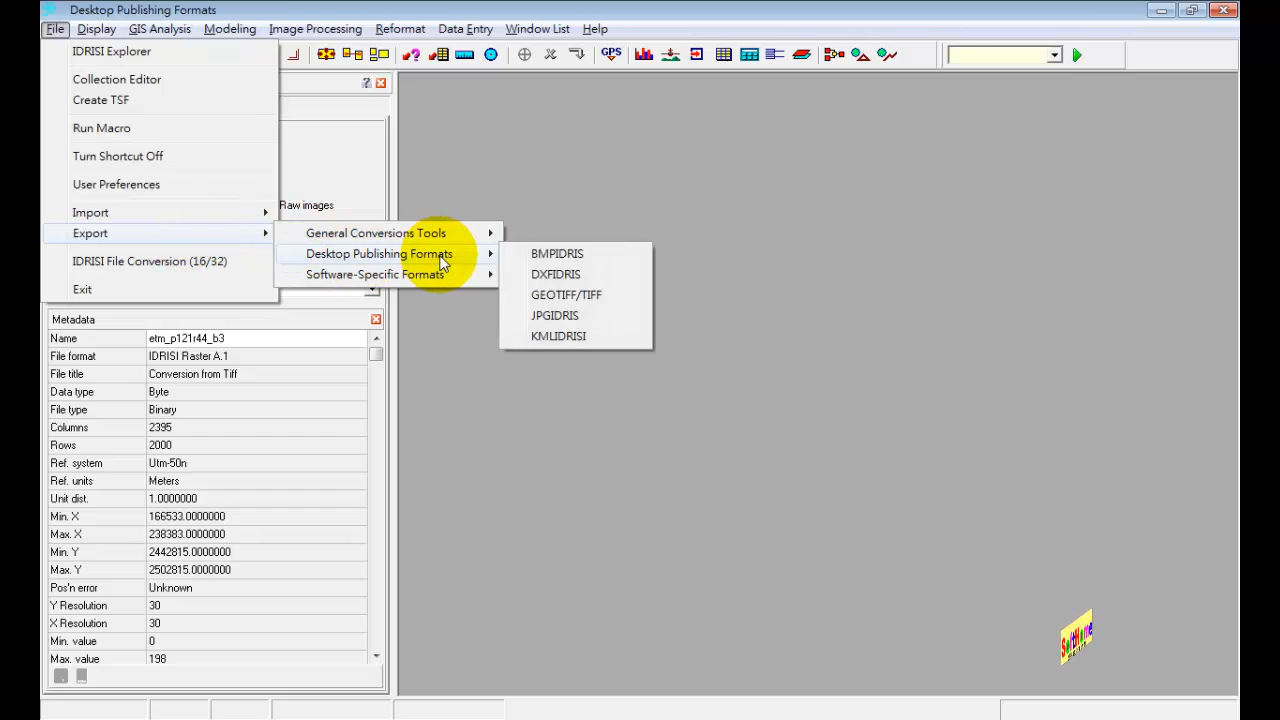 Desktop Publishing Formats
File Display GIS Analysis Modeling Image Processing Reformat Data Entry Window List Help
GPS
IDRISI Explorer
Collection Editor
Create TSF
Run Macro
Turn Shortcut Off
User Preferences
Import
Export
IDRISI File Conversion (16/32)
Exit
Raw images
General Conversions Tools
Desktop Publishing Formats
Software-Specific Formats
BMPIDRIS
DXFIDRIS
GEOTIFF/TIFF
JPGIDRIS
KMLIDRISI
Metadata
Name etm_p121r44_b3
File format IDRISI Raster A.1
File title Conversion from Tiff
Data type Byte
File type Binary
Columns 2395
Rows 2000
Ref. system Utm-50n
Ref. units Meters
Unit dist. 1.0000000
Min. X 166533.0000000
Max. X 238383.0000000
Min. Y 2442815.0000000
Max. Y 2502815.0000000
Pos'n error Unknown
Y Resolution 30
X Resolution 30
Min. value 0
Max. value 198
SoftHome